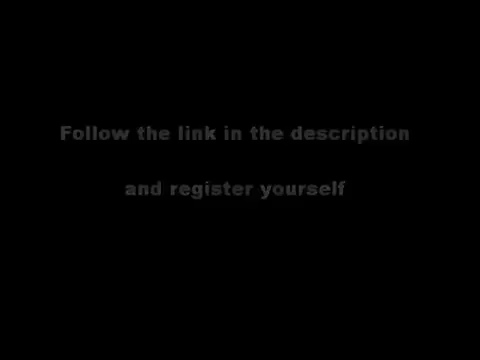 Follow the link in the description
and register yourself